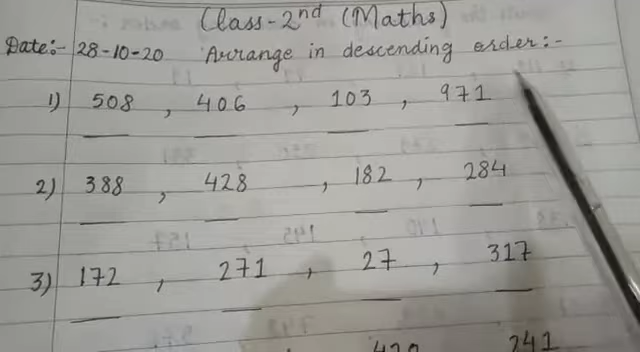 Class-2nd (Maths)
Date:- 28-10-20 Arrange in descending order:-
1) 508 , 406 , 103 , 971
2) 388 , 428 , 182 , 284
3) 172 , 271 , 27 , 317
420 241